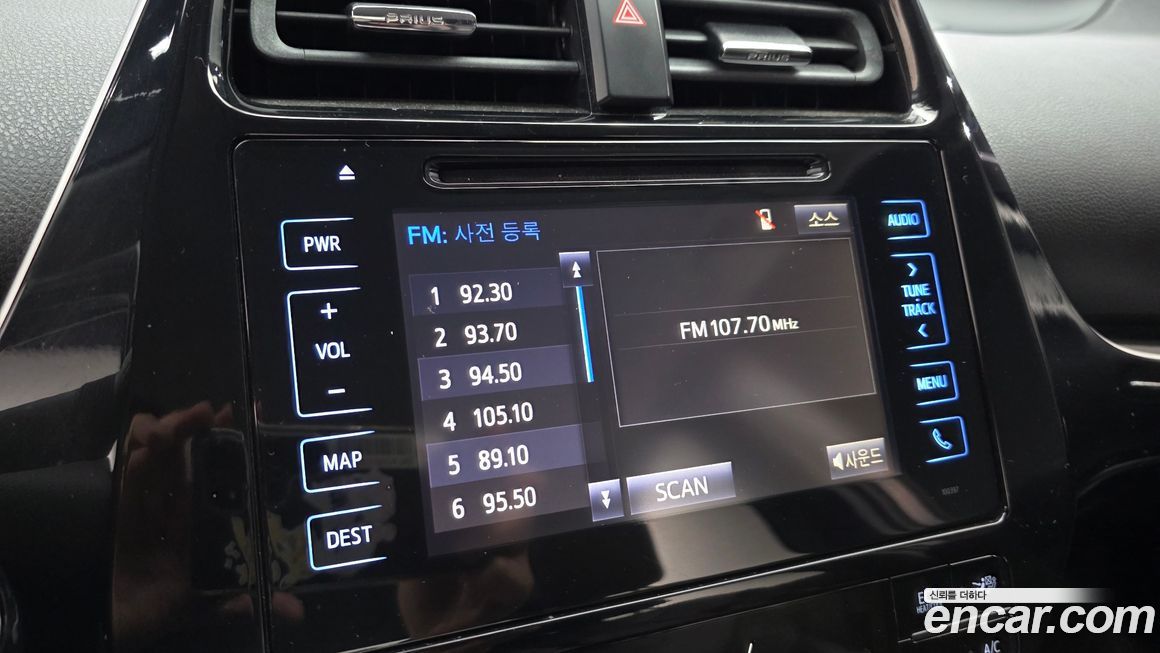 PRIUS
PRIUS
PWR
+
VOL
-
MAP
DEST
FM: 사전 등록
소스
1 92.30
2 93.70
3 94.50
4 105.10
5 89.10
6 95.50
FM 107.70 MHz
SCAN
사운드
AUDIO
>
TUNE
TRACK
<
MENU
100397
A/C
신뢰를 더하다
encar.com